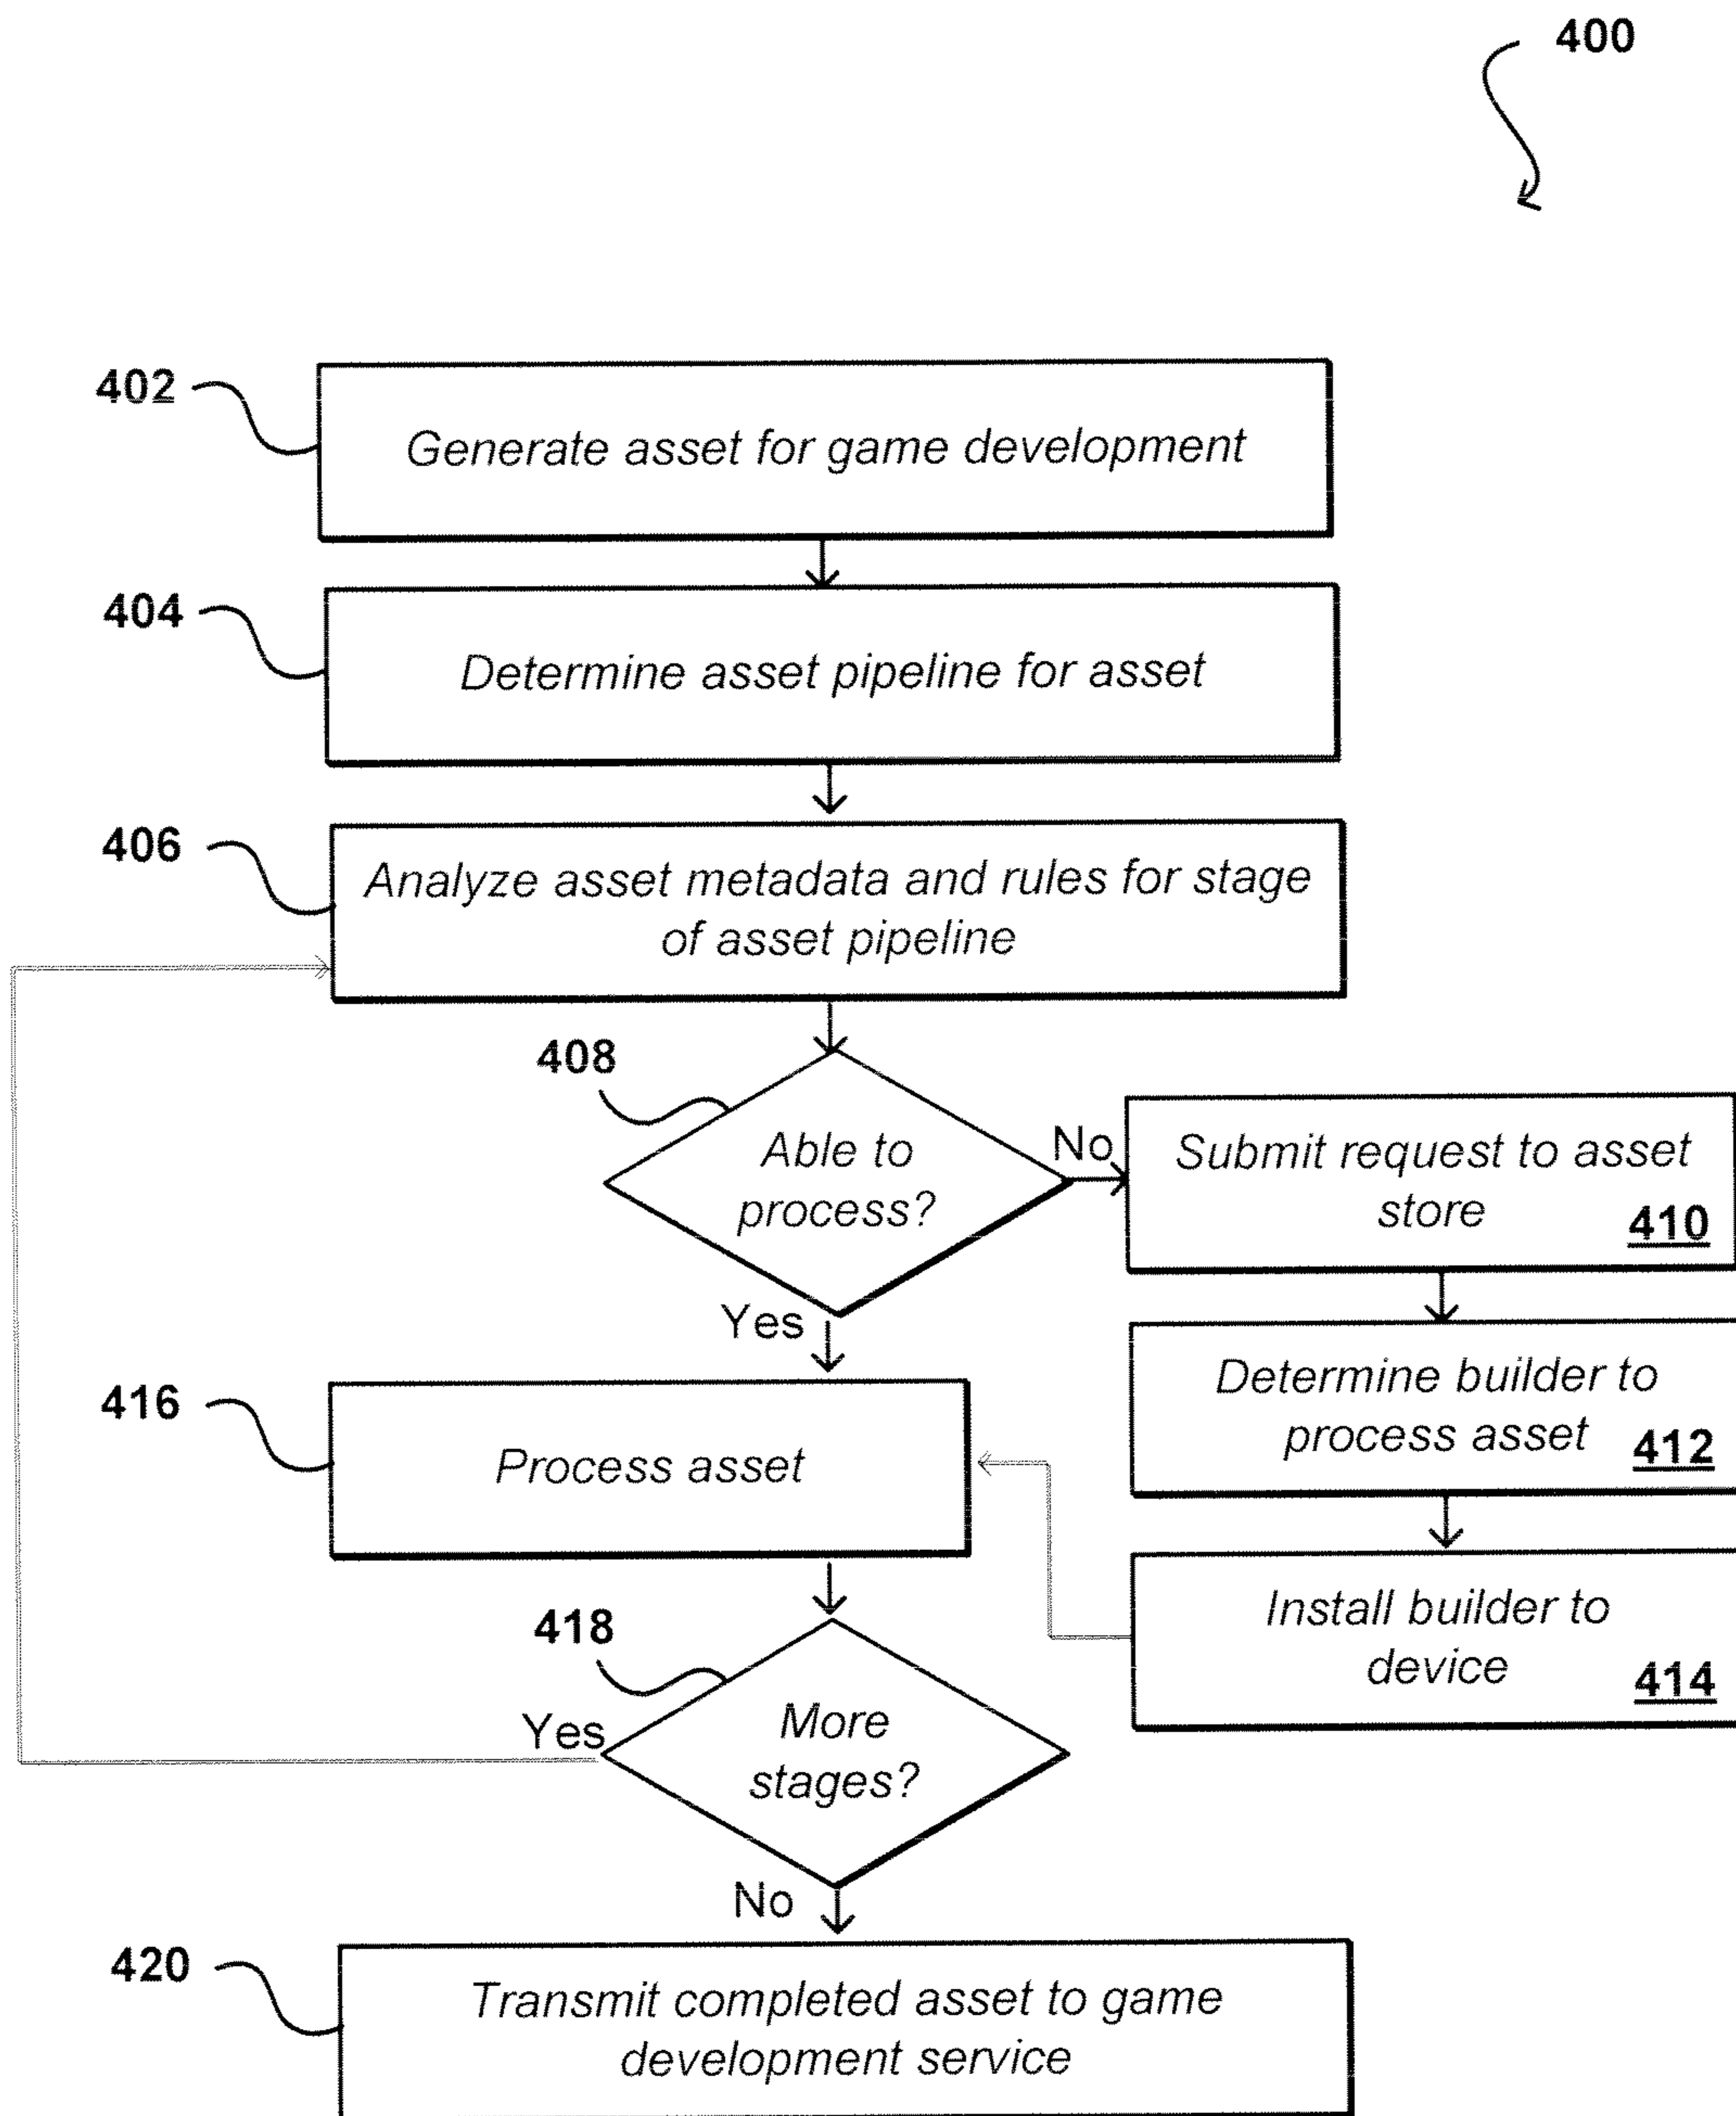 400
402
Generate asset for game development
404
Determine asset pipeline for asset
406
Analyze asset metadata and rules for stage
of asset pipeline
408
Able to
process?
No
Submit request to asset
store
410
Yes
Determine builder to
process asset
412
416
Process asset
Install builder to
device
414
418
Yes
More
stages?
No
420
Transmit completed asset to game
development service